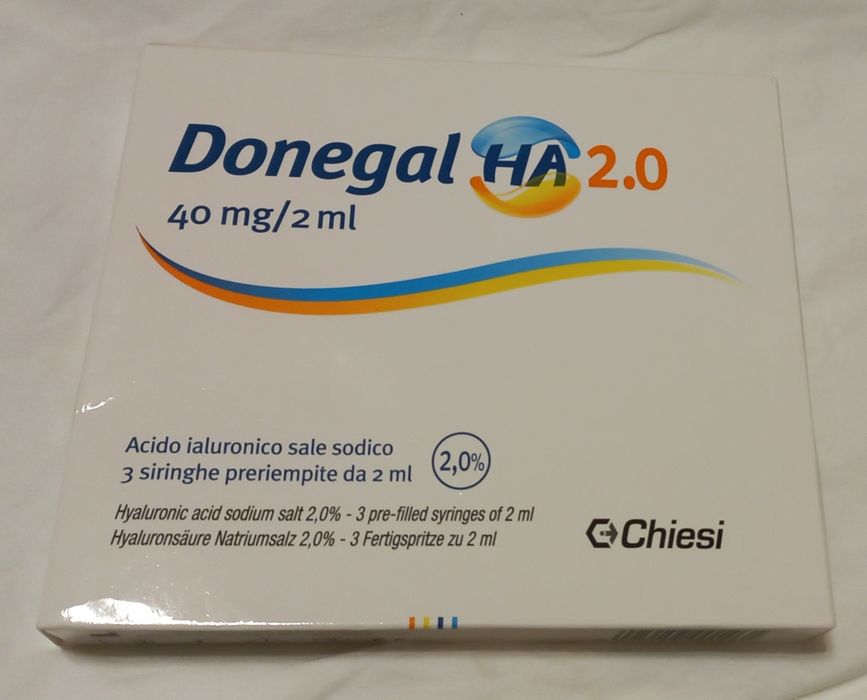 Donegal HA 2.0
40 mg/2 ml
Acido ialuronico sale sodico
3 siringhe preriempite da 2 ml
2,0%
Hyaluronic acid sodium salt 2,0% - 3 pre-filled syringes of 2 ml
Hyaluronsäure Natriumsalz 2,0% - 3 Fertigspritze zu 2 ml
Chiesi